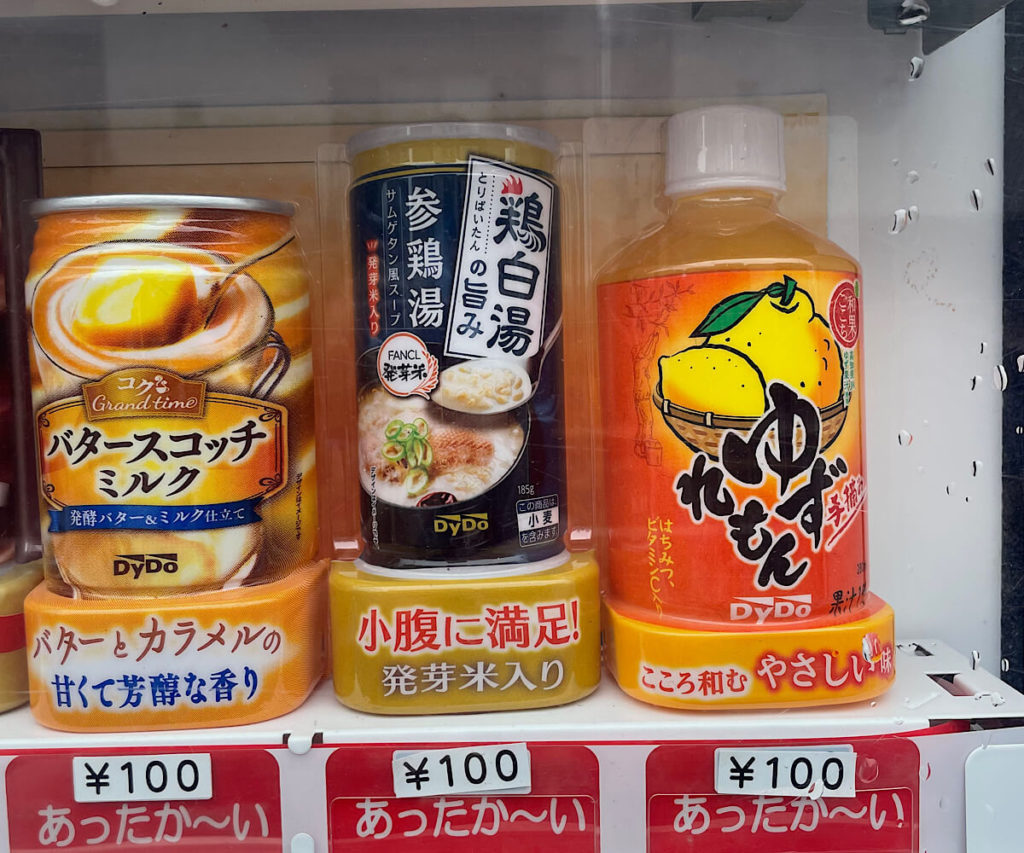 コク
Grand time
バタースコッチ
ミルク
発酵バター&ミルク仕立て
DyDo
バターとカラメルの
甘くて芳醇な香り
¥100
あったか〜い
鶏白湯
とりぱいたん
の旨み
参鶏湯
サムゲタン風スープ
発芽米入り
FANCL
発芽米
185g
この商品は
小麦
を含みます
DyDo
小腹に満足!
発芽米入り
¥100
あったか〜い
和果
ごこち
ゆず
れもん
はちみつ、
ビタミンC入り
DyDo
果汁
こころ和む やさしい 味
¥100
あったか〜い